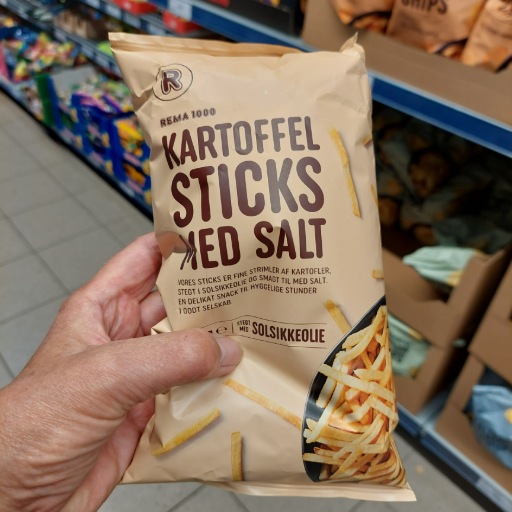 CHIPS
R
REMA 1000
KARTOFFEL
STICKS
MED SALT
VORES STICKS ER FINE STRIMLER AF KARTOFLER,
STEGT I SOLSIKKEOLIE OG SMAGT TIL MED SALT.
EN DELIKAT SNACK TIL HYGGELIGE STUNDER
I GODT SELSKAB
STEGT
MED
SOLSIKKEOLIE